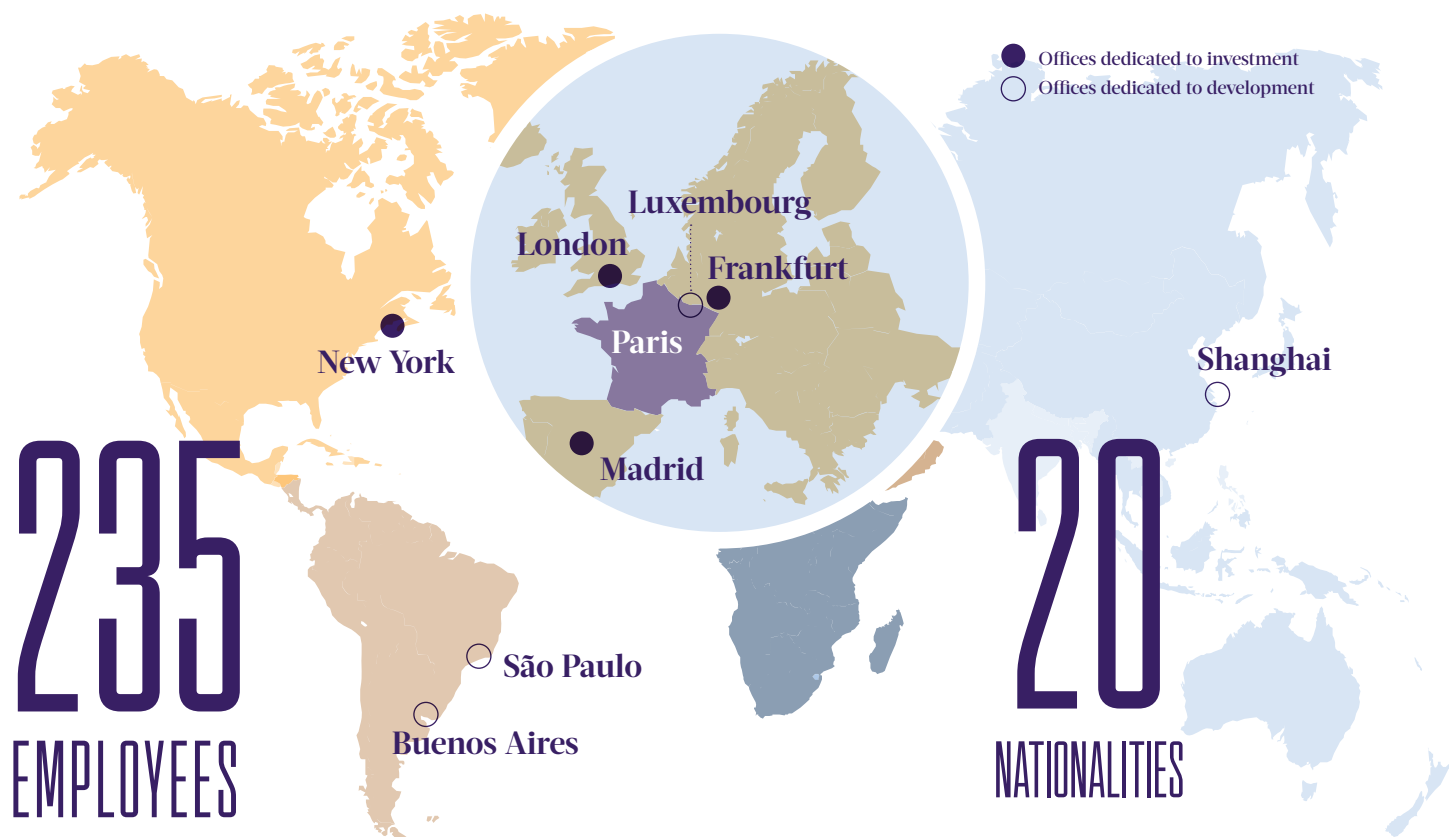 Offices dedicated to investment
Offices dedicated to development
Luxembourg
London
Frankfurt
Paris
New York
Shanghai
Madrid
235
EMPLOYEES
20
NATIONALITIES
São Paulo
Buenos Aires